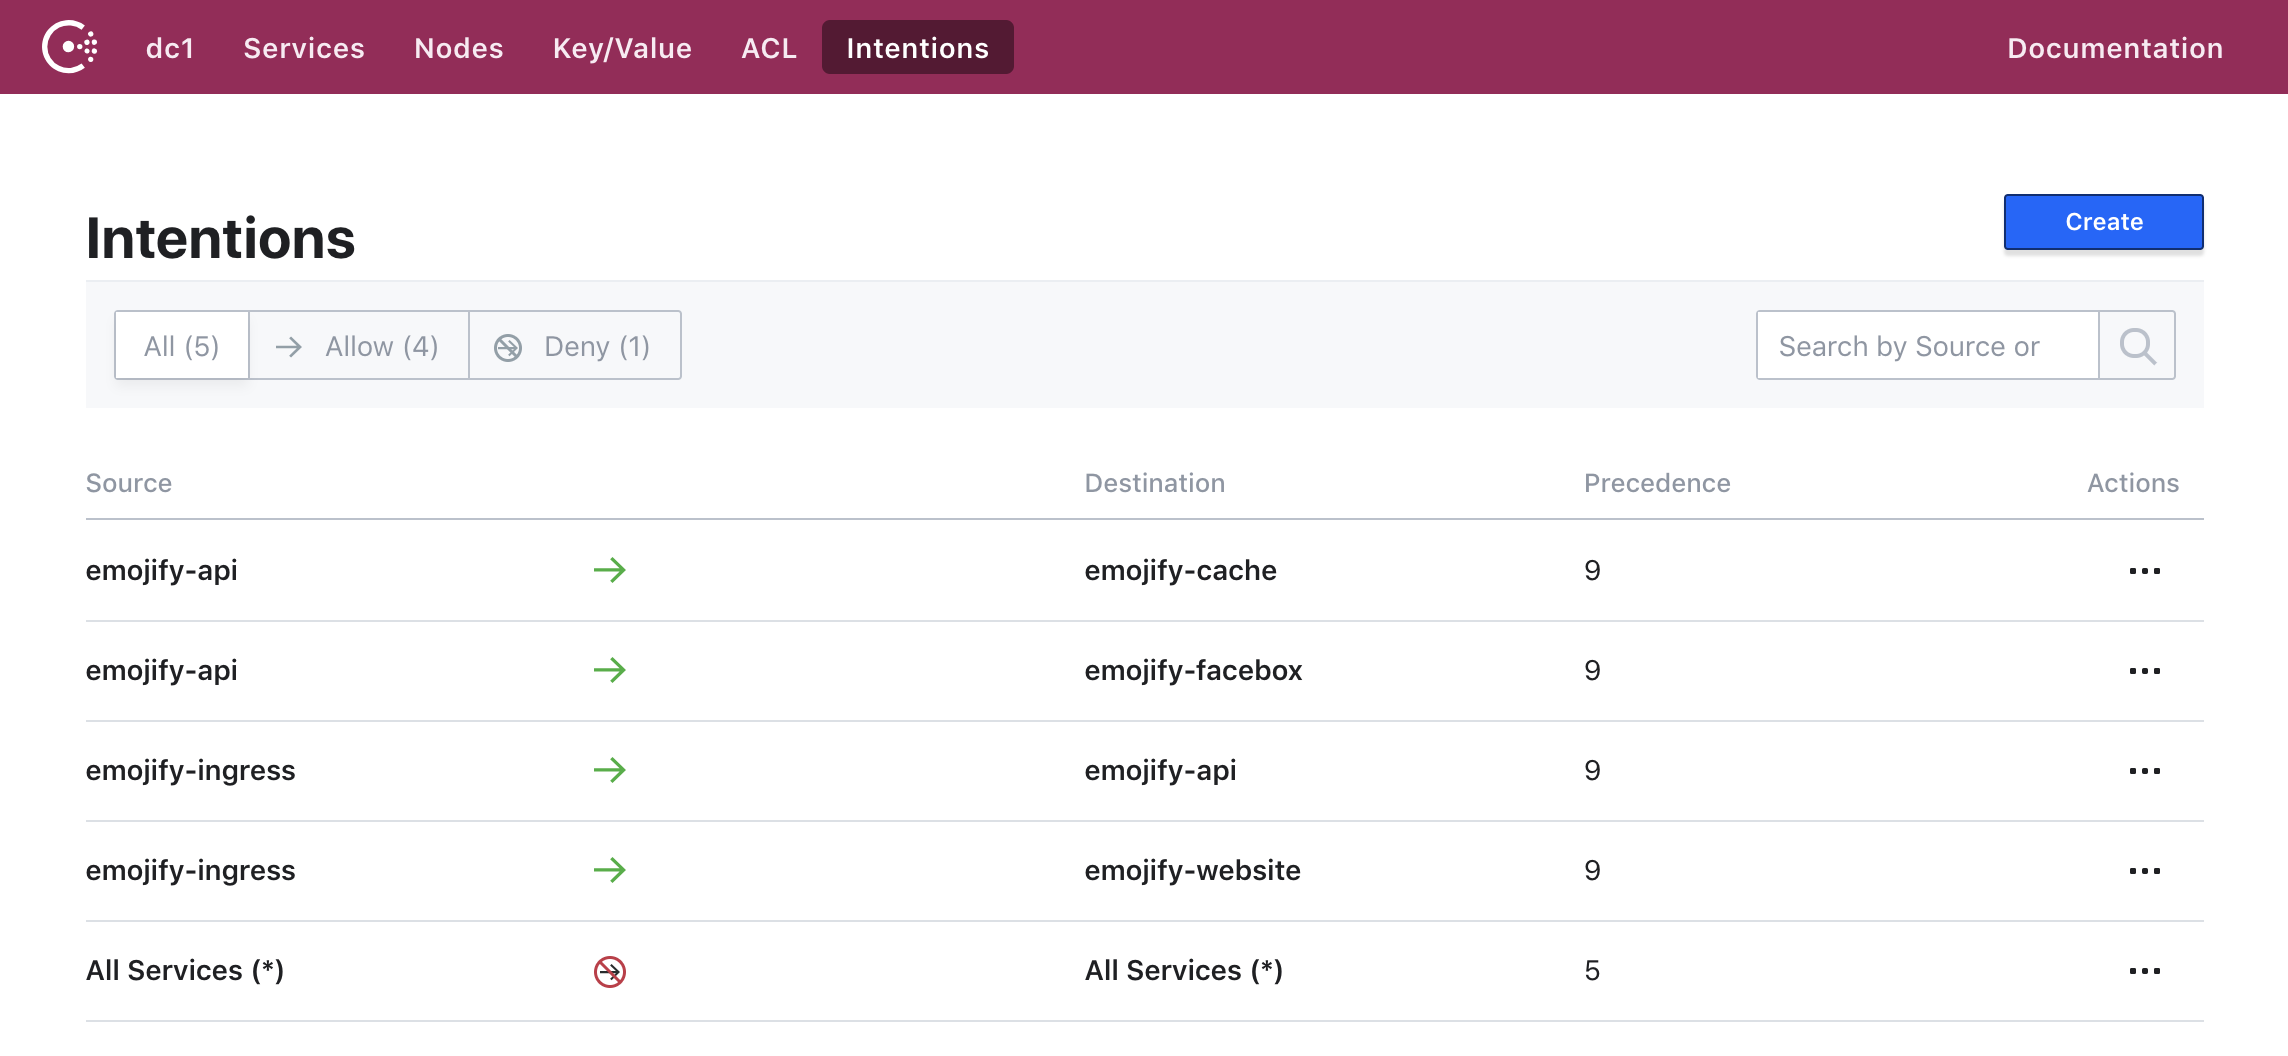 dc1 Services Nodes Key/Value ACL Intentions Documentation
Intentions
Create
All (5) Allow (4) Deny (1) Search by Source or
Source Destination Precedence Actions
emojify-api emojify-cache 9
emojify-api emojify-facebox 9
emojify-ingress emojify-api 9
emojify-ingress emojify-website 9
All Services (*) All Services (*) 5